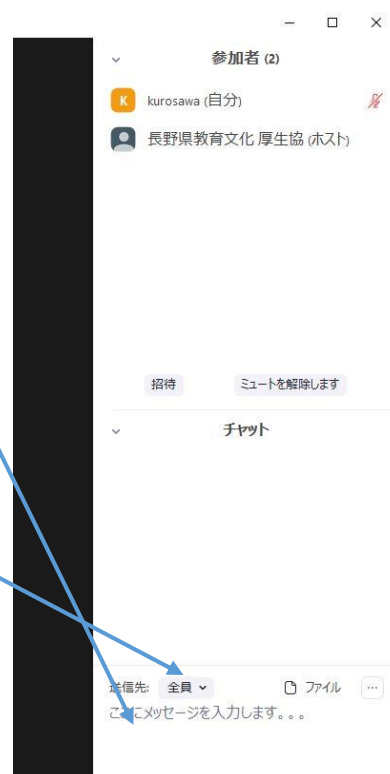 参加者 (2)
K kurosawa (自分)
長野県教育文化 厚生協 (ホスト)
招待 ミュートを解除します
チャット
送信先: 全員 ファイル ...
ここにメッセージを入力します。。。